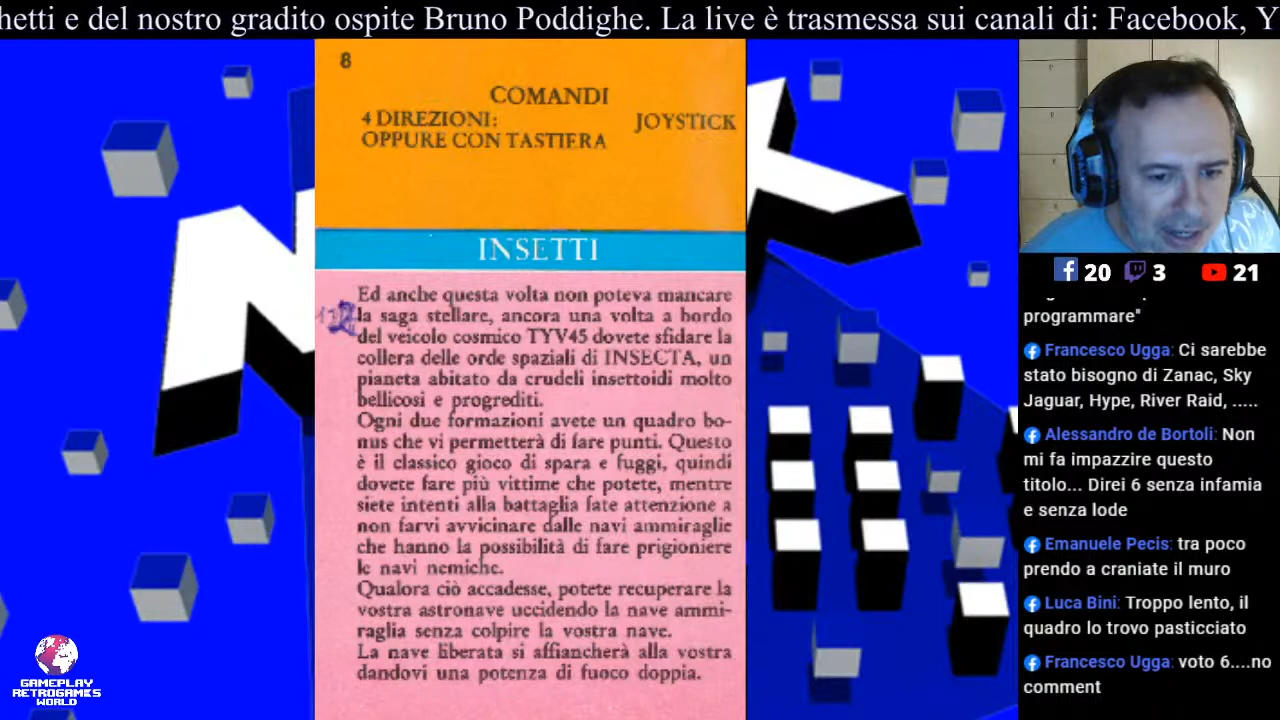 hetti e del nostro gradito ospite Bruno Poddighe. La live è trasmessa sui canali di: Facebook, Y
8
COMANDI
4 DIREZIONI: JOYSTICK
OPPURE CON TASTIERA
INSETTI
Ed anche questa volta non poteva mancare
la saga stellare, ancora una volta a bordo
del veicolo cosmico TYV45 dovete sfidare la
collera delle orde spaziali di INSECTA, un
pianeta abitato da crudeli insettoidi molto
bellicosi e progrediti.
Ogni due formazioni avete un quadro bo-
nus che vi permetterà di fare punti. Questo
è il classico gioco di spara e fuggi, quindi
dovete fare più vittime che potete, mentre
siete intenti alla battaglia fate attenzione a
non farvi avvicinare dalle navi ammiraglie
che hanno la possibilità di fare prigioniere
le navi nemiche.
Qualora ciò accadesse, potete recuperare la
vostra astronave uccidendo la nave ammi-
raglia senza colpire la vostra nave.
La nave liberata si affiancherà alla vostra
dandovi una potenza di fuoco doppia.
20 3 21
programmare"
Francesco Ugga: Ci sarebbe
stato bisogno di Zanac, Sky
Jaguar, Hype, River Raid, .....
Alessandro de Bortoli: Non
mi fa impazzire questo
titolo... Direi 6 senza infamia
e senza lode
Emanuele Pecis: tra poco
prendo a craniate il muro
Luca Bini: Troppo lento, il
quadro lo trovo pasticciato
Francesco Ugga: voto 6....no
comment
GAMEPLAY
RETROGAMES
WORLD